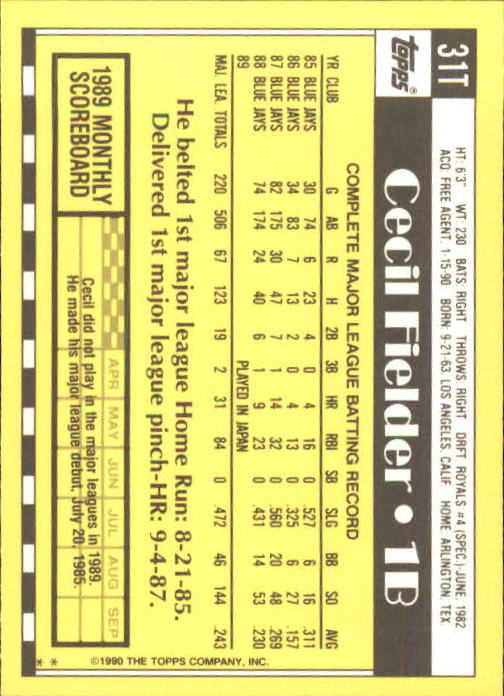 31T
topps®
HT: 6'3" WT: 230 BATS: RIGHT THROWS: RIGHT DRFT: ROYALS #4 (SPEC)-JUNE, 1982
ACQ: FREE AGENT, 1-15-90 BORN: 9-21-63, LOS ANGELES, CALIF. HOME: ARLINGTON, TEX.
Cecil Fielder • 1B
COMPLETE MAJOR LEAGUE BATTING RECORD
YR CLUB G AB R H 2B 3B HR RBI SB SLG BB SO AVG
85 BLUE JAYS 30 74 6 23 4 0 4 16 0 .527 6 16 .311
86 BLUE JAYS 34 83 7 13 2 0 4 13 0 .325 6 27 .157
87 BLUE JAYS 82 175 30 47 7 1 14 32 0 .560 20 48 .269
88 BLUE JAYS 74 174 24 40 6 1 9 23 0 .431 14 53 .230
89 PLAYED IN JAPAN
MAJ. LEA. TOTALS 220 506 67 123 19 2 31 84 0 .472 46 144 .243
He belted 1st major league Home Run: 8-21-85.
Delivered 1st major league pinch-HR: 9-4-87.
1989 MONTHLY
SCOREBOARD
APR MAY JUN JUL AUG SEP
Cecil did not play in the major leagues in 1989.
He made his major league debut, July 20, 1985.
©1990 THE TOPPS COMPANY, INC. * *